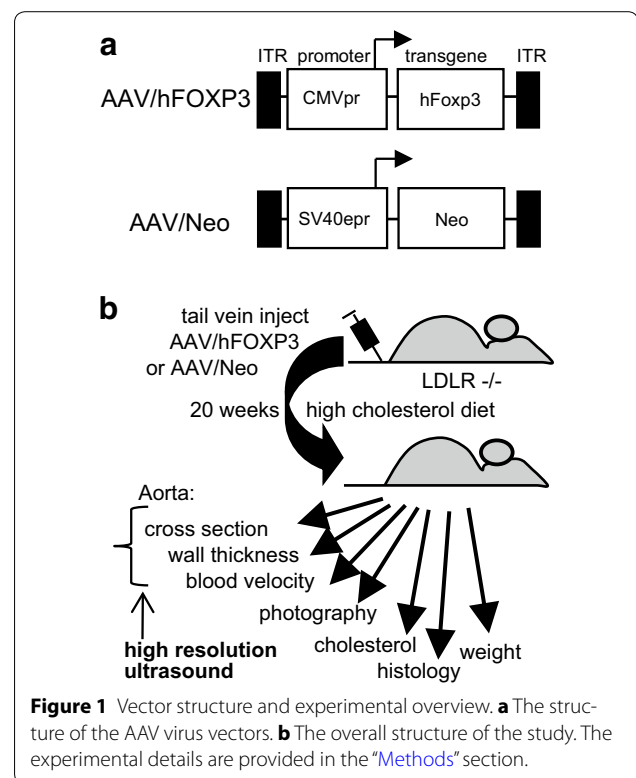 a
ITR promoter transgene ITR
AAV/hFOXP3 CMVpr hFoxp3
AAV/Neo SV40epr Neo
b
tail vein inject
AAV/hFOXP3
or AAV/Neo
LDLR -/-
20 weeks high cholesterol diet
Aorta:
cross section
wall thickness
blood velocity
photography
cholesterol
histology
weight
high resolution
ultrasound
Figure 1 Vector structure and experimental overview. a The struc-
ture of the AAV virus vectors. b The overall structure of the study. The
experimental details are provided in the “Methods” section.